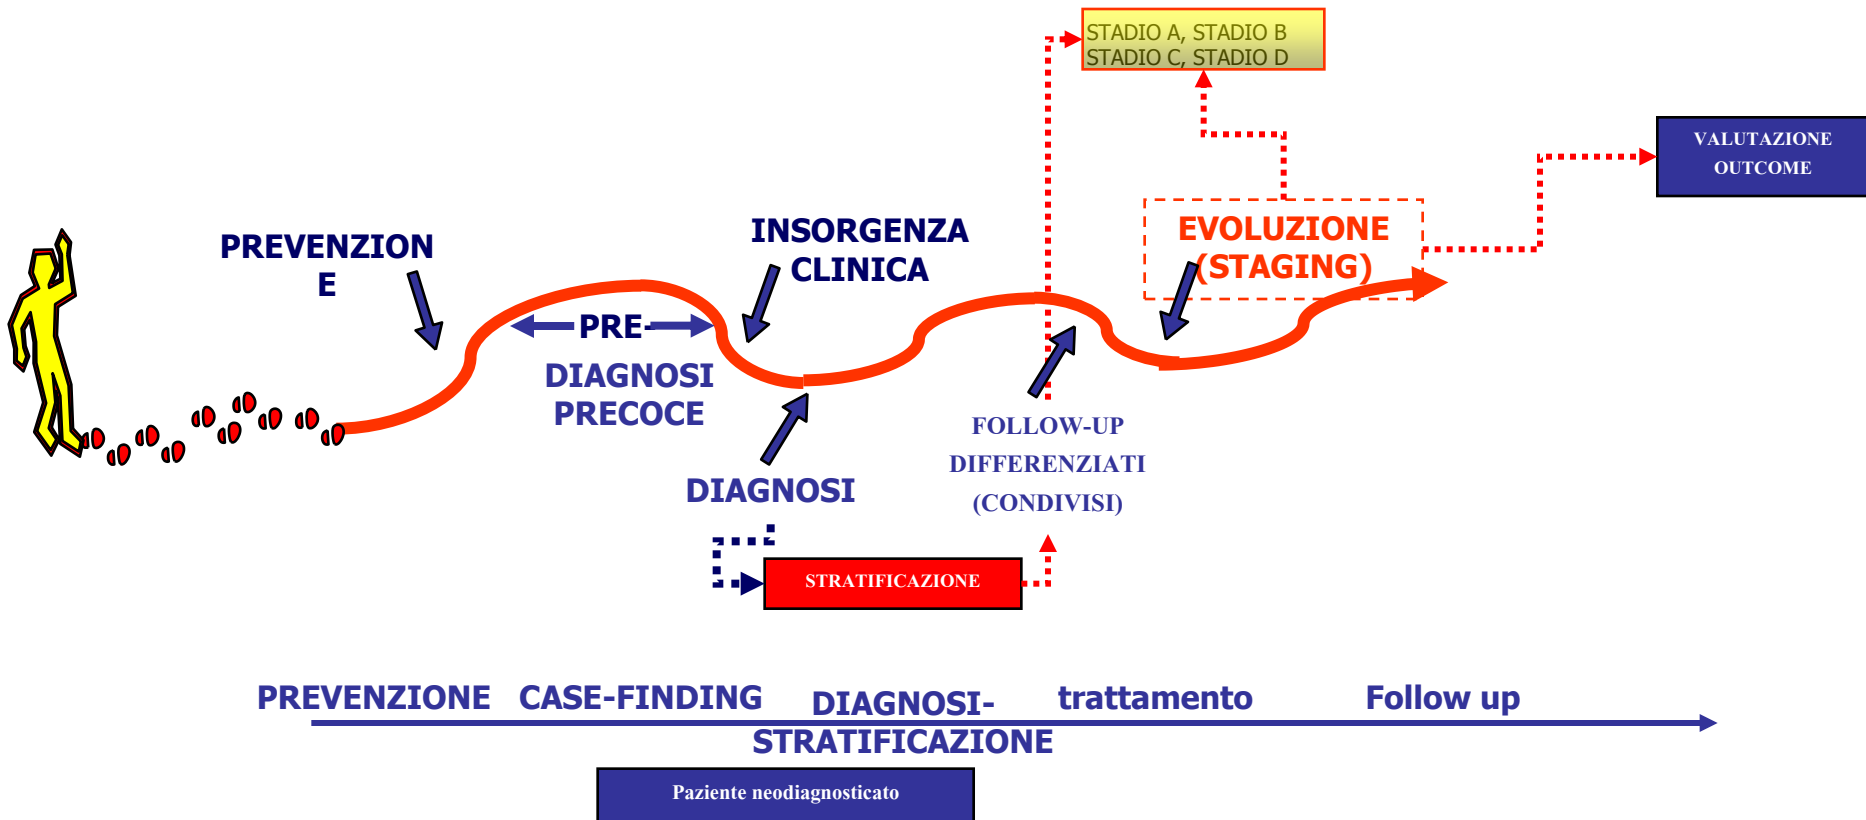 STADIO A, STADIO B
STADIO C, STADIO D
VALUTAZIONE
OUTCOME
PREVENZION
E
INSORGENZA
CLINICA
EVOLUZIONE
(STAGING)
PRE-
DIAGNOSI
PRECOCE
FOLLOW-UP
DIFFERENZIATI
(CONDIVISI)
DIAGNOSI
STRATIFICAZIONE
PREVENZIONE
CASE-FINDING
DIAGNOSI-
STRATIFICAZIONE
trattamento
Follow up
Paziente neodiagnosticato